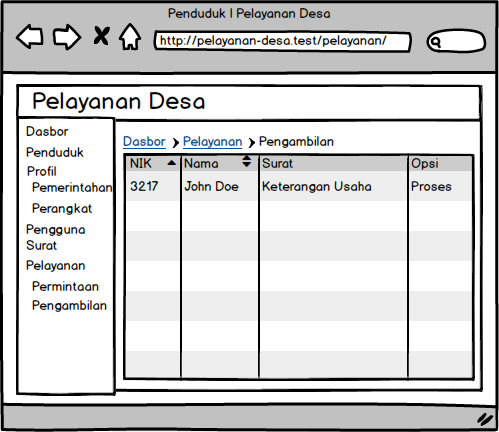 Penduduk | Pelayanan Desa
http://pelayanan-desa.test/pelayanan/
Pelayanan Desa
Dasbor
Penduduk
Profil
Pemerintahan
Perangkat
Pengguna
Surat
Pelayanan
Permintaan
Pengambilan
Dasbor Pelayanan Pengambilan
NIK Nama Surat Opsi
3217 John Doe Keterangan Usaha Proses